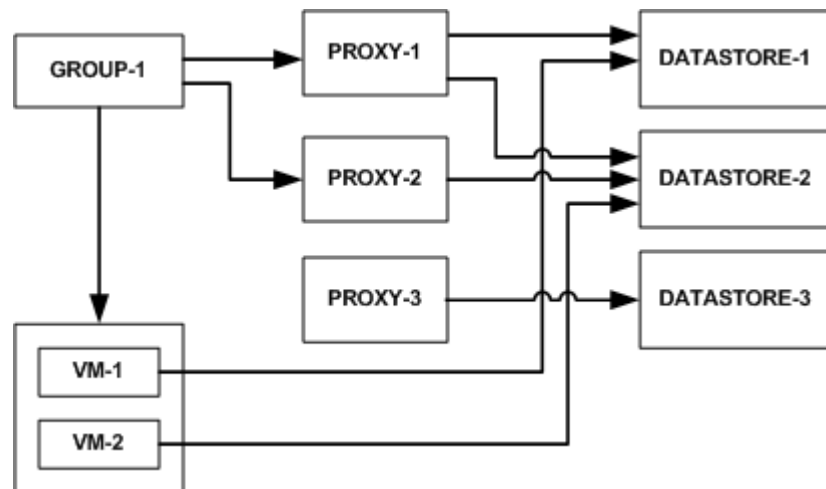 GROUP-1
PROXY-1
DATASTORE-1
PROXY-2
DATASTORE-2
PROXY-3
DATASTORE-3
VM-1
VM-2